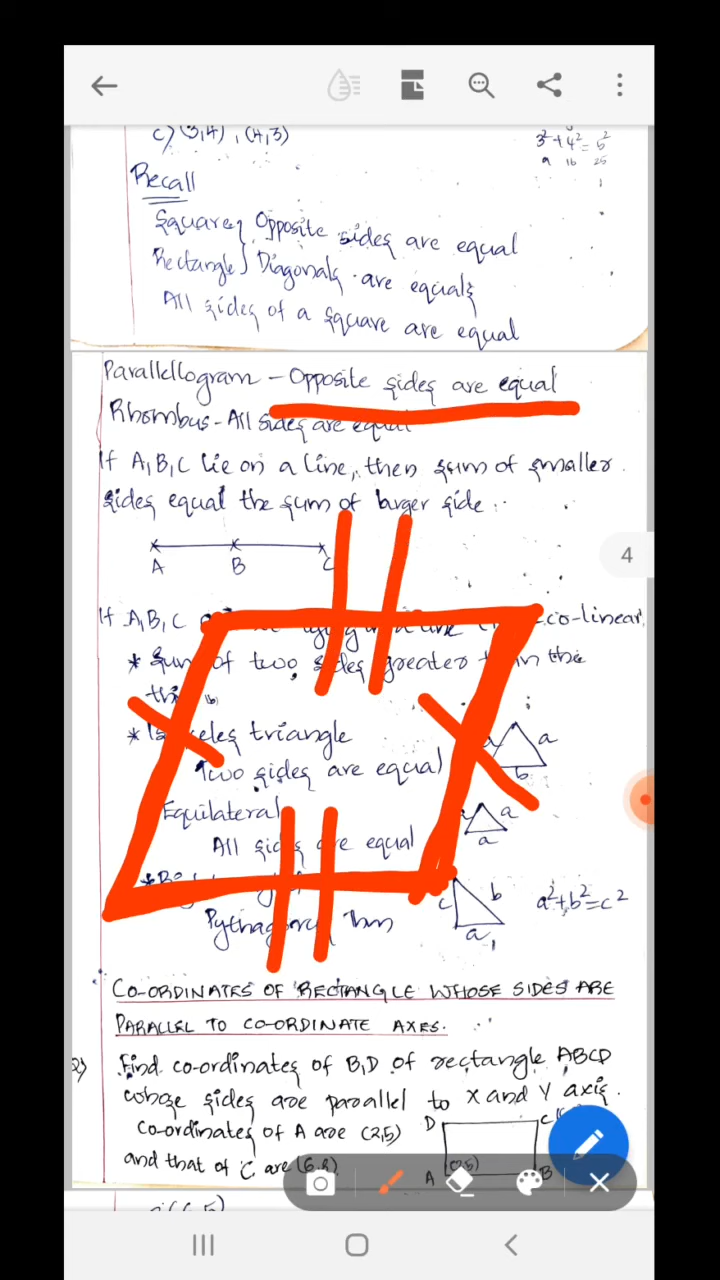 c) (3,4) , (4,3)
3²+4²=5²
9 16 25
Recall
Square } Opposite sides are equal
Rectangle } Diagonals are equals
All sides of a square are equal
Parallellogram - Opposite sides are equal
Rhombus - All sides are equal
If A,B,C lie on a line, then sum of smaller
sides equal the sum of larger side
A B C
4
If A,B,C co-linear
* Sum of two sides greater than the
* triangle a
Two sides are equal b
Equilateral a
All sides are equal a
c b a²+b²=c²
Pythagoras Thm a
CO-ORDINATES OF RECTANGLE WHOSE SIDES ARE
PARALLEL TO CO-ORDINATE AXES.
Find co-ordinates of B,D of rectangle ABCD
whose sides are parallel to X and Y axis.
Co-ordinates of A are (2,5) D C
and that of C are (6,8) A (2,5) B